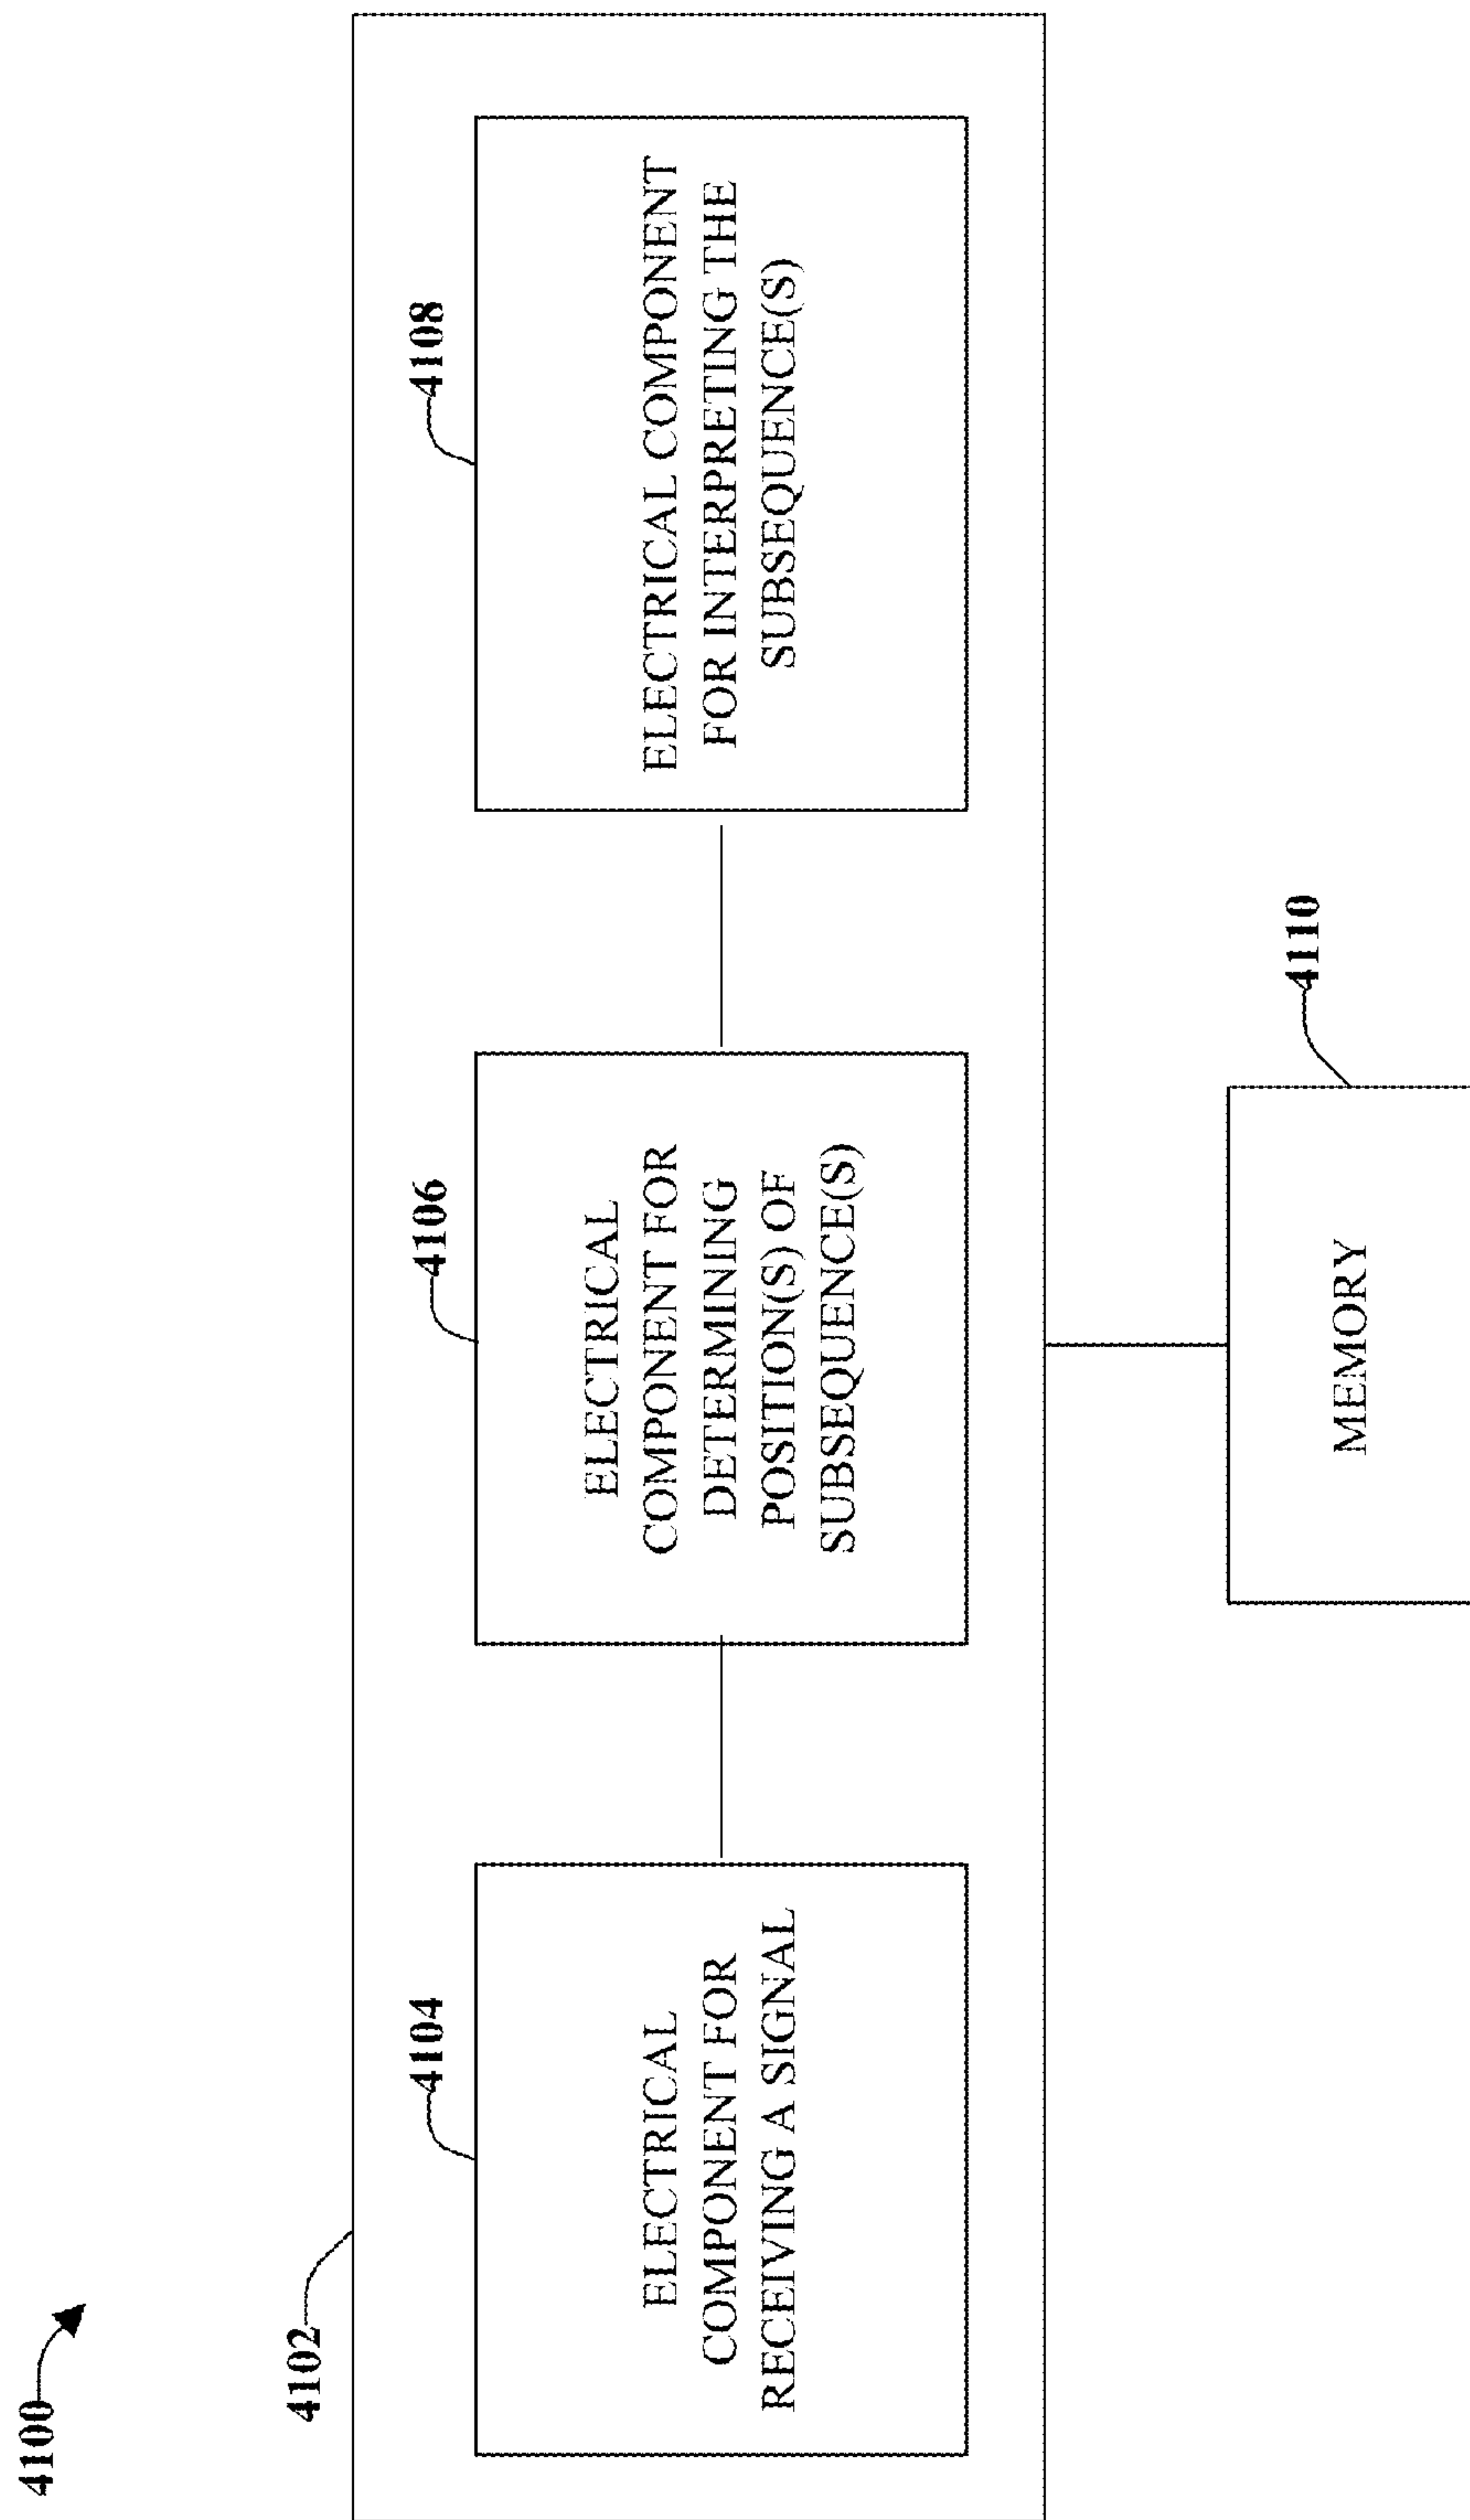 4100
4102
4104
ELECTRICAL
COMPONENT FOR
RECEIVING A SIGNAL
4106
ELECTRICAL
COMPONENT FOR
DETERMINING
POSITION(S) OF
SUBSEQUENCE(S)
4108
ELECTRICAL COMPONENT
FOR INTERPRETING THE
SUBSEQUENCE(S)
4110
MEMORY